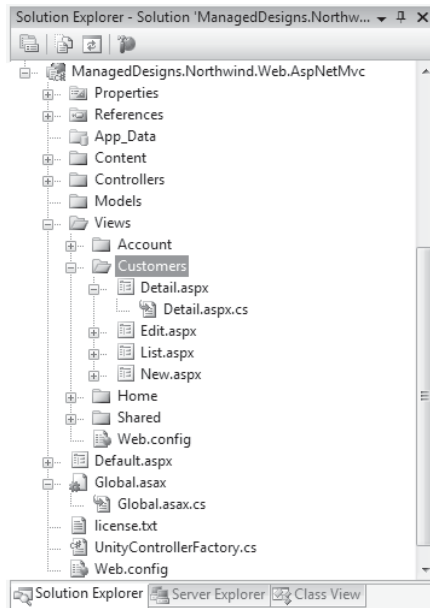 Solution Explorer - Solution 'ManagedDesigns.Northw...
ManagedDesigns.Northwind.Web.AspNetMvc
Properties
References
App_Data
Content
Controllers
Models
Views
Account
Customers
Detail.aspx
Detail.aspx.cs
Edit.aspx
List.aspx
New.aspx
Home
Shared
Web.config
Default.aspx
Global.asax
Global.asax.cs
license.txt
UnityControllerFactory.cs
Web.config
Solution Explorer Server Explorer Class View